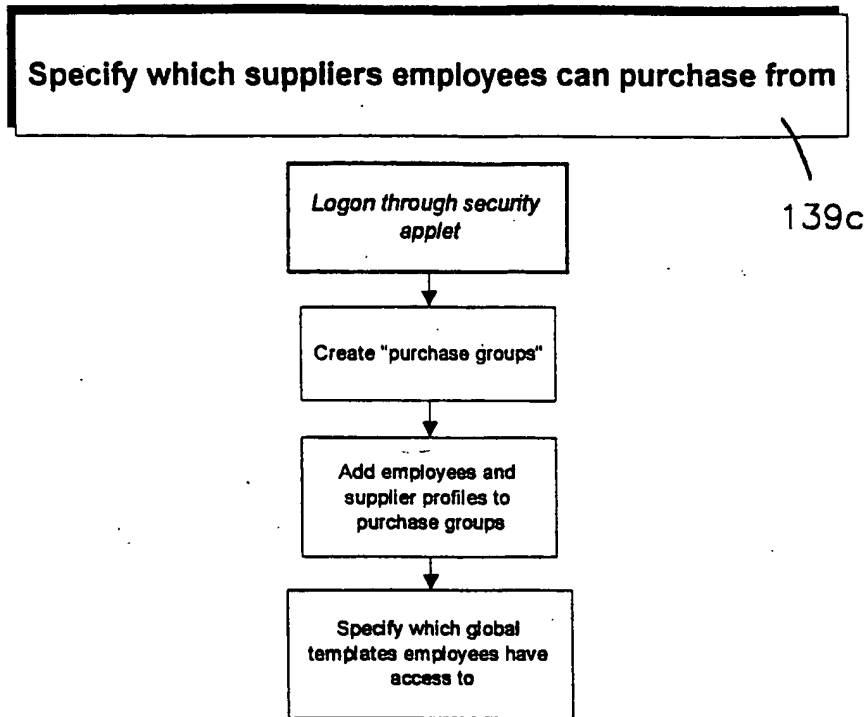 Specify which suppliers employees can purchase from
139c
Logon through security
applet
Create "purchase groups"
Add employees and
supplier profiles to
purchase groups
Specify which global
templates employees have
access to